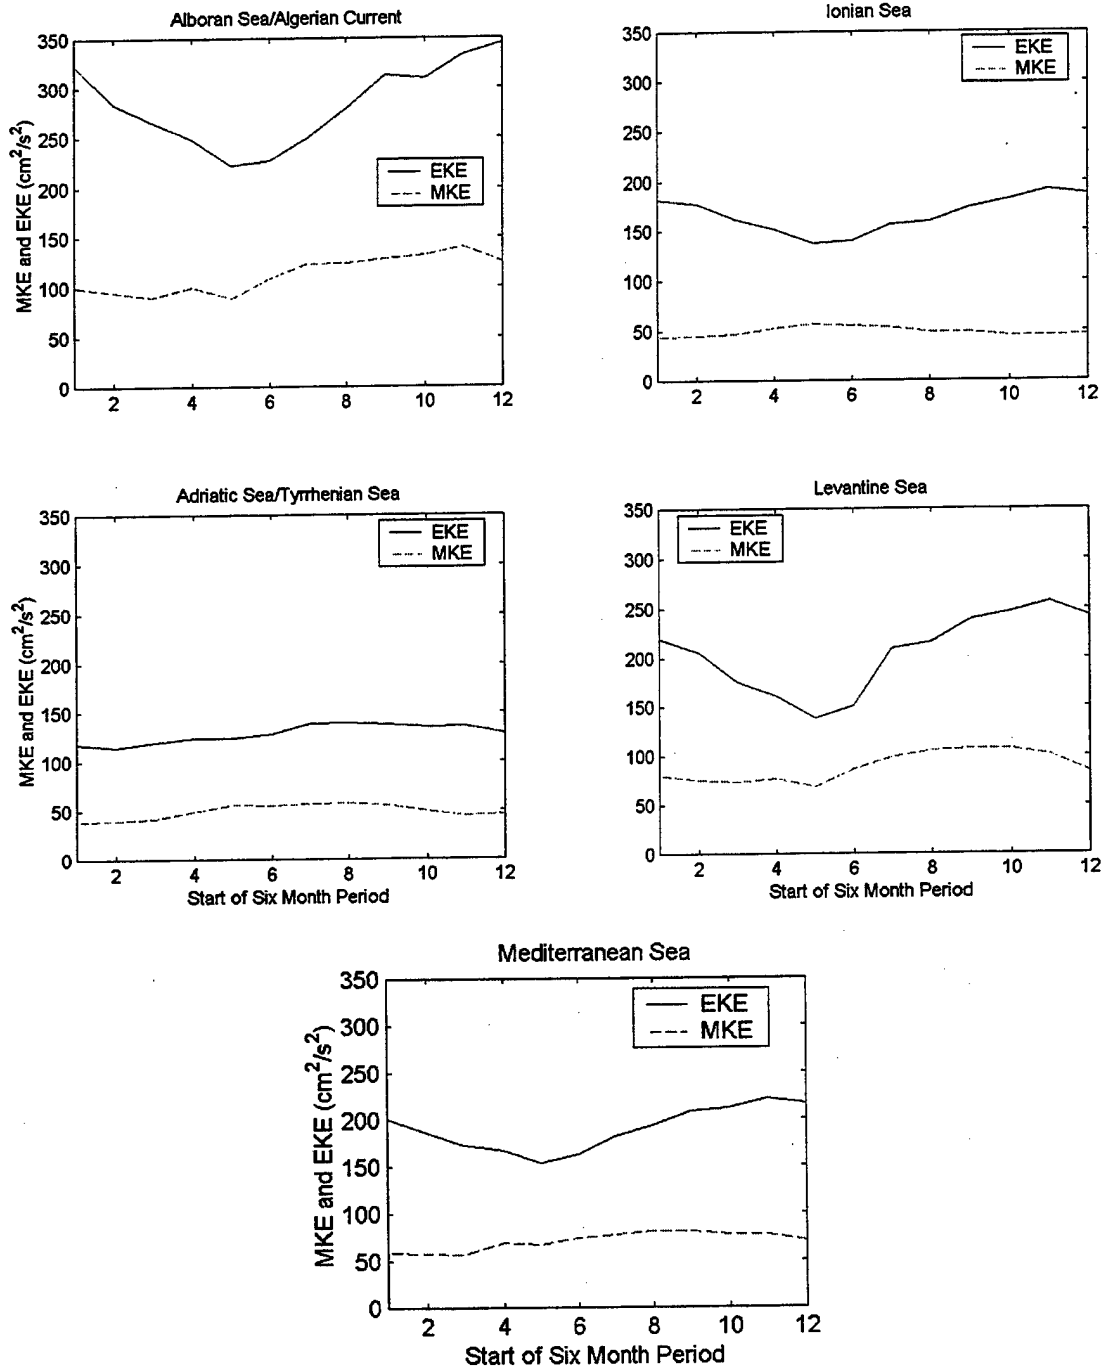 Alboran Sea/Algerian Current
MKE and EKE (cm²/s²)
350
300
250
200
150
100
50
0
EKE
MKE
2 4 6 8 10 12
Ionian Sea
350
300
250
200
150
100
50
0
EKE
MKE
2 4 6 8 10 12
Adriatic Sea/Tyrrhenian Sea
MKE and EKE (cm²/s²)
350
300
250
200
150
100
50
0
EKE
MKE
2 4 6 8 10 12
Start of Six Month Period
Levantine Sea
350
300
250
200
150
100
50
0
EKE
MKE
2 4 6 8 10 12
Start of Six Month Period
Mediterranean Sea
MKE and EKE (cm²/s²)
350
300
250
200
150
100
50
0
EKE
MKE
2 4 6 8 10 12
Start of Six Month Period